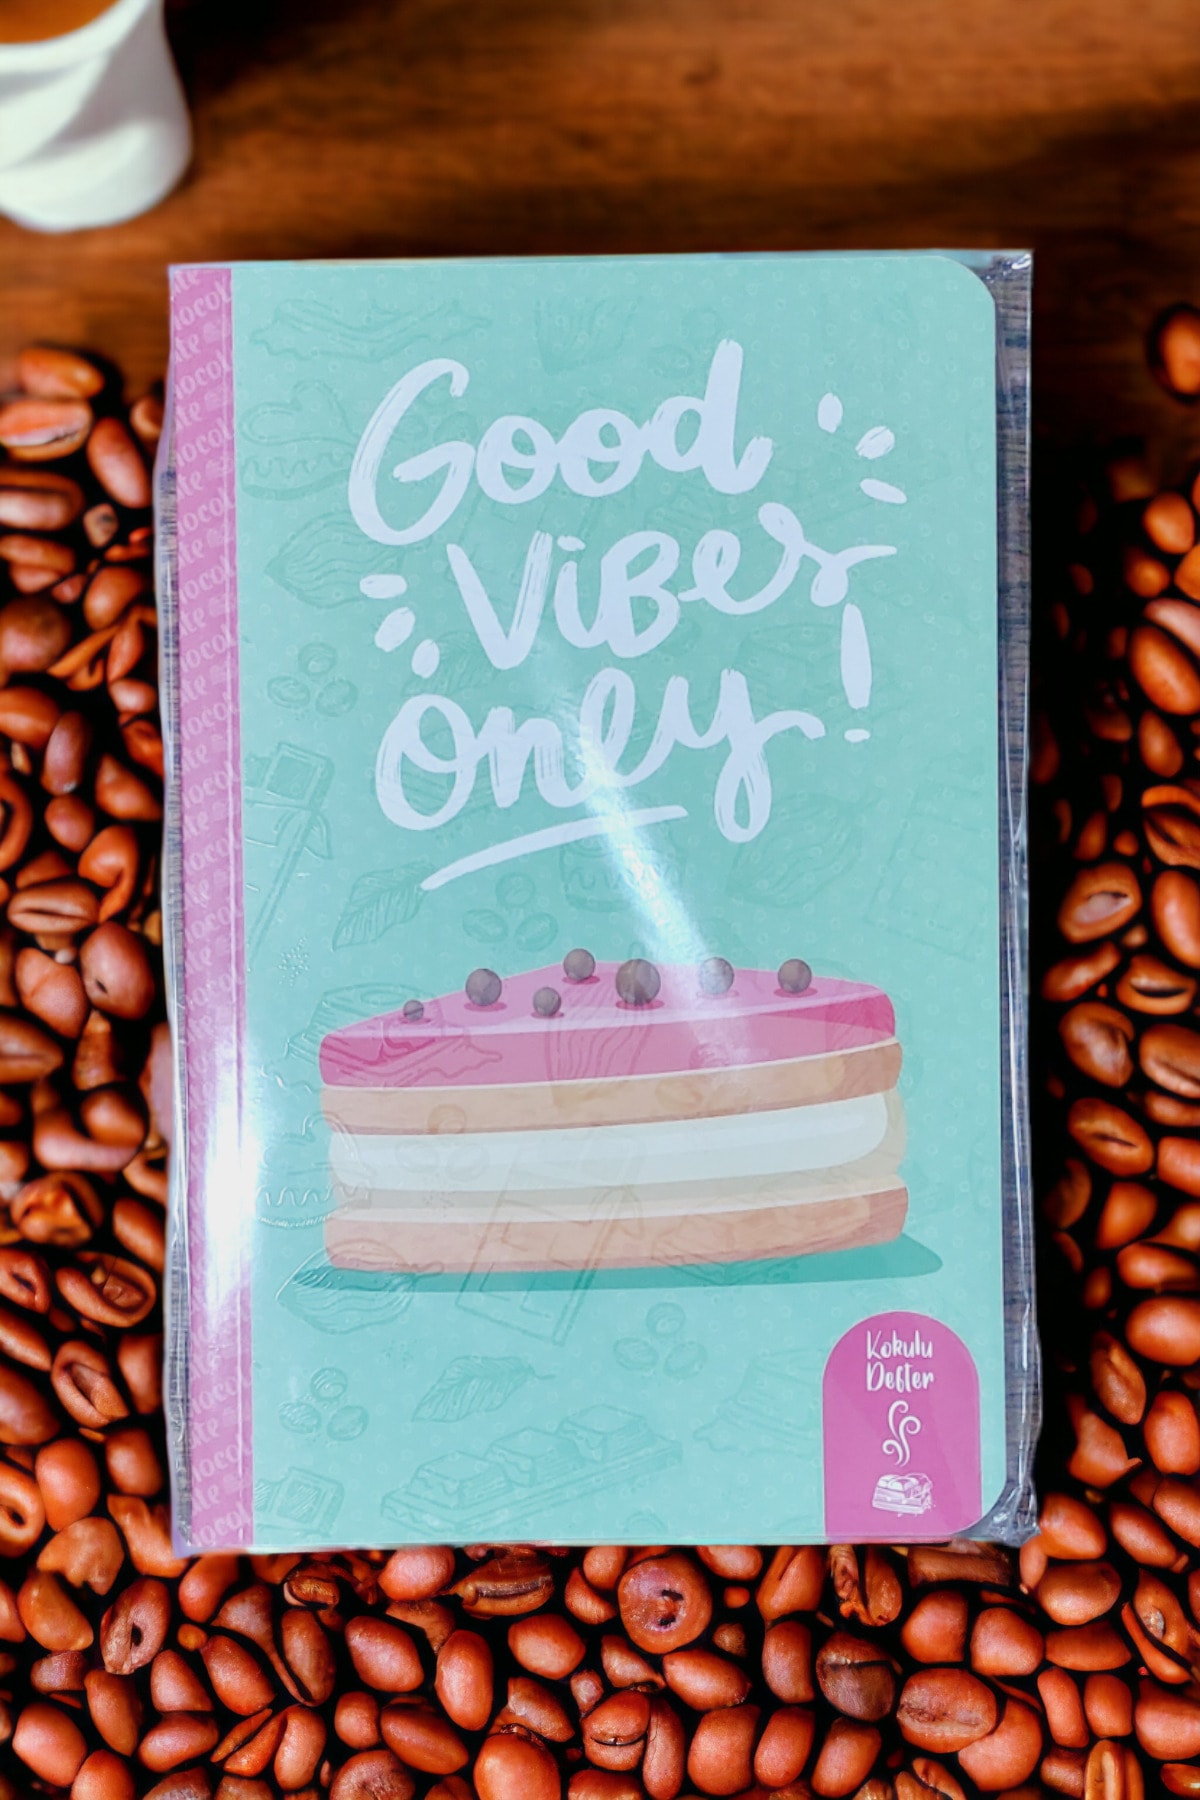 Good
ViBes
only!
Kokulu
Defter